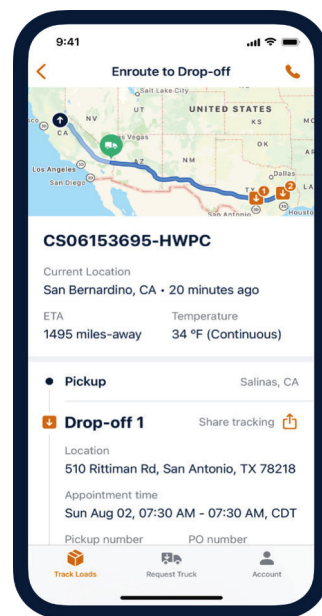 9:41
Enroute to Drop-off
Salt Lake City
NV
UT
UNITED STATES
KS
CA
Vegas
AZ
NM
OK
Los Angeles
San Diego
Dallas
TX
LA
1
2
San Antonio
Housto
CS06153695-HWPC
Current Location
San Bernardino, CA • 20 minutes ago
ETA
Temperature
1495 miles-away
34 ºF (Continuous)
Pickup
Salinas, CA
Drop-off 1
Share tracking
Location
510 Rittiman Rd, San Antonio, TX 78218
Appointment time
Sun Aug 02, 07:30 AM - 07:30 AM, CDT
Pickup number
PO number
Track Loads
Request Truck
Account